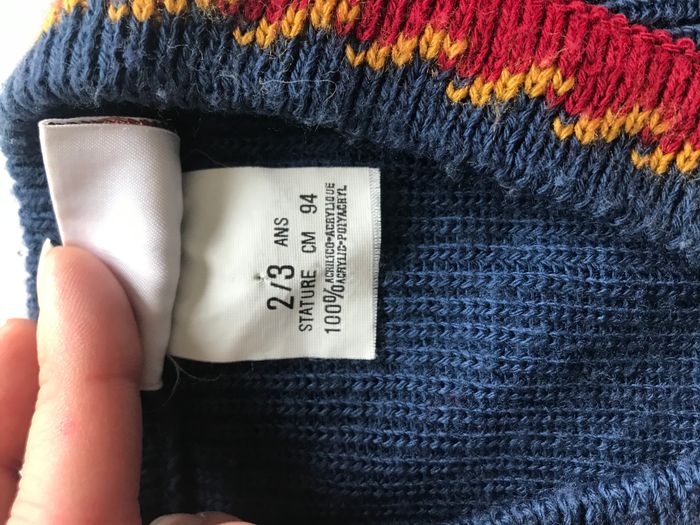 2/3 ANS
STATURE CM 94
100% ACRILICO-ACRYLIQUE
ACRYLIC-POLYACRYL